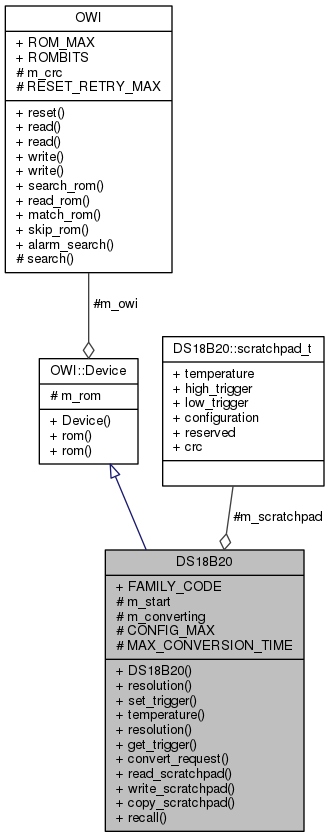 OWI
+ ROM_MAX
+ ROMBITS
# m_crc
# RESET_RETRY_MAX
+ reset()
+ read()
+ read()
+ write()
+ write()
+ search_rom()
+ read_rom()
+ match_rom()
+ skip_rom()
+ alarm_search()
# search()
#m_owi
OWI::Device
# m_rom
+ Device()
+ rom()
+ rom()
DS18B20::scratchpad_t
+ temperature
+ high_trigger
+ low_trigger
+ configuration
+ reserved
+ crc
#m_scratchpad
DS18B20
+ FAMILY_CODE
# m_start
# m_converting
# CONFIG_MAX
# MAX_CONVERSION_TIME
+ DS18B20()
+ resolution()
+ set_trigger()
+ temperature()
+ resolution()
+ get_trigger()
+ convert_request()
+ read_scratchpad()
+ write_scratchpad()
+ copy_scratchpad()
+ recall()